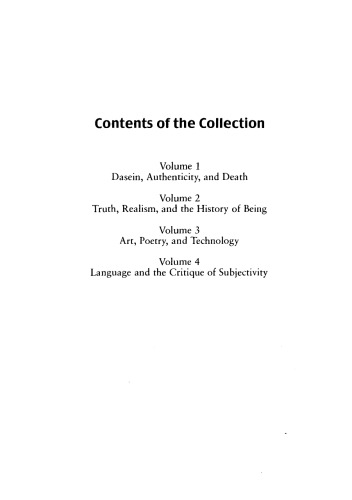 Contents of the Collection
Volume 1
Dasein, Authenticity, and Death
Volume 2
Truth, Realism, and the History of Being
Volume 3
Art, Poetry, and Technology
Volume 4
Language and the Critique of Subjectivity